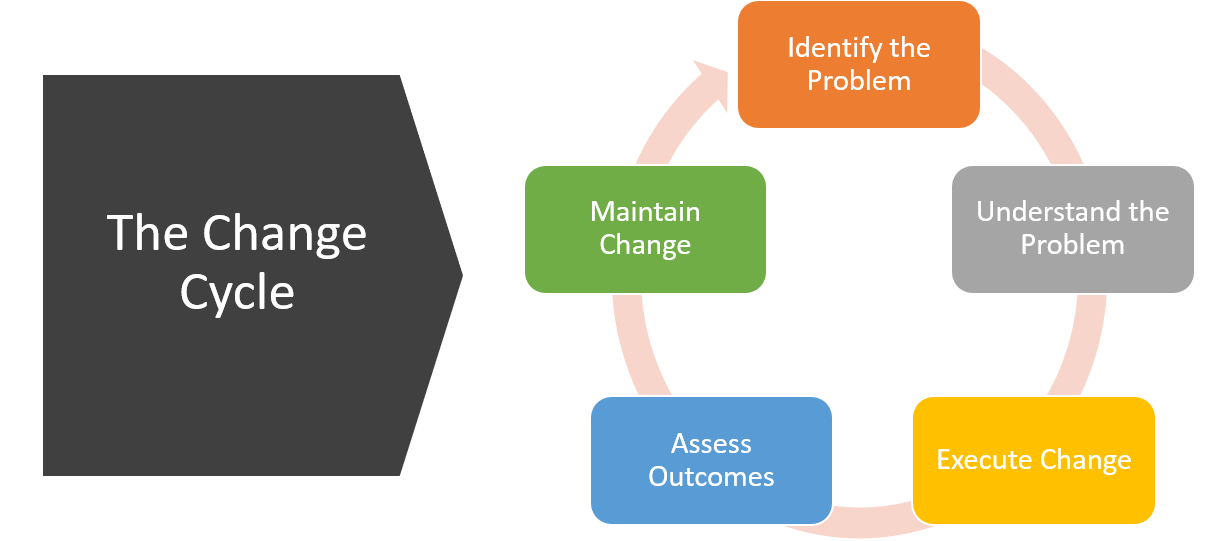 The Change
Cycle
Identify the
Problem
Understand the
Problem
Execute Change
Assess
Outcomes
Maintain
Change